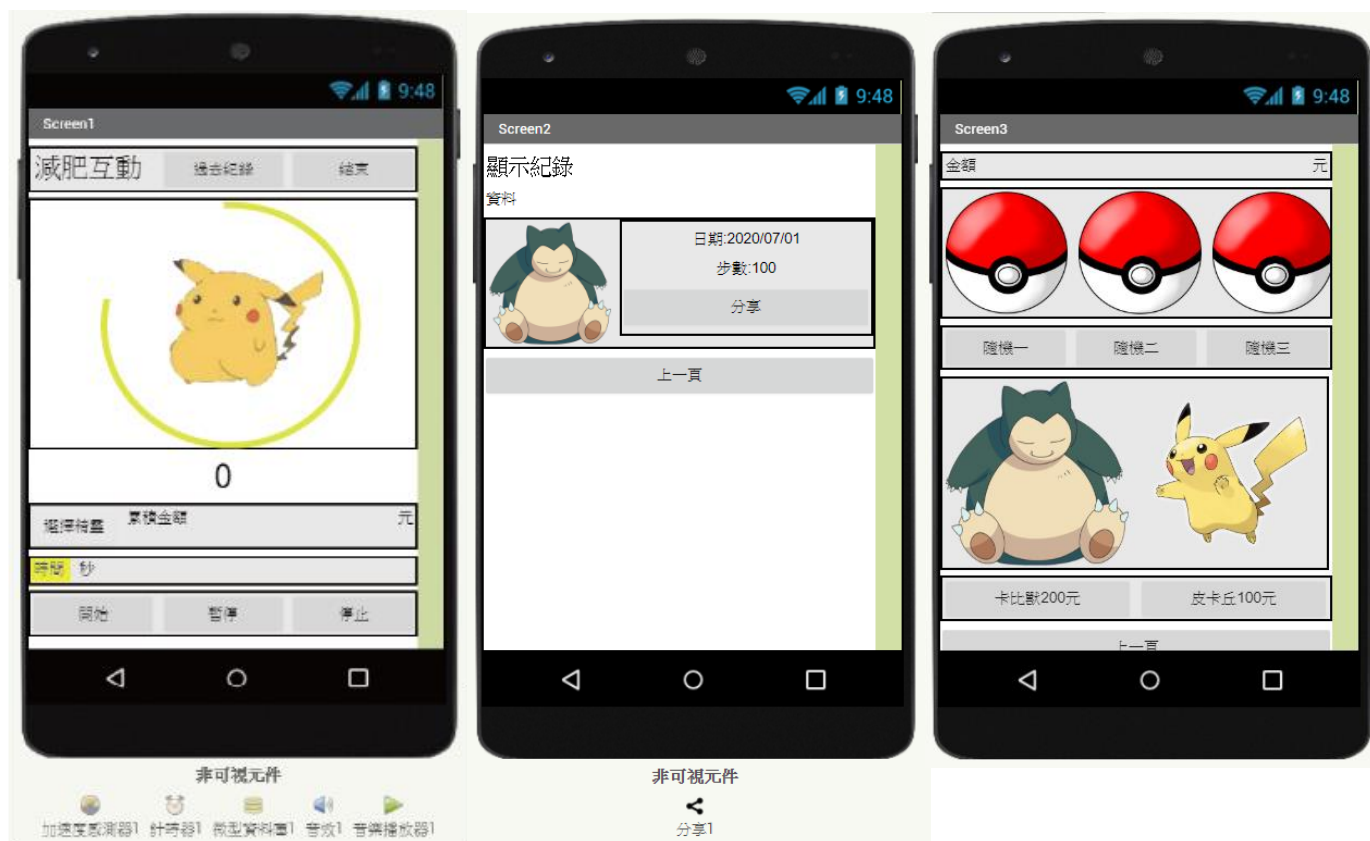 9:48
Screen1
減肥互動 過去紀錄 結束
0
選擇精靈 累積金額 元
時間 秒
開始 暫停 停止
非可視元件
加速度感測器1 計時器1 微型資料庫1 音效1 音樂播放器1
9:48
Screen2
顯示紀錄
資料
日期:2020/07/01
步數:100
分享
上一頁
非可視元件
分享1
9:48
Screen3
金額 元
隨機一 隨機二 隨機三
卡比獸200元 皮卡丘100元
上一頁